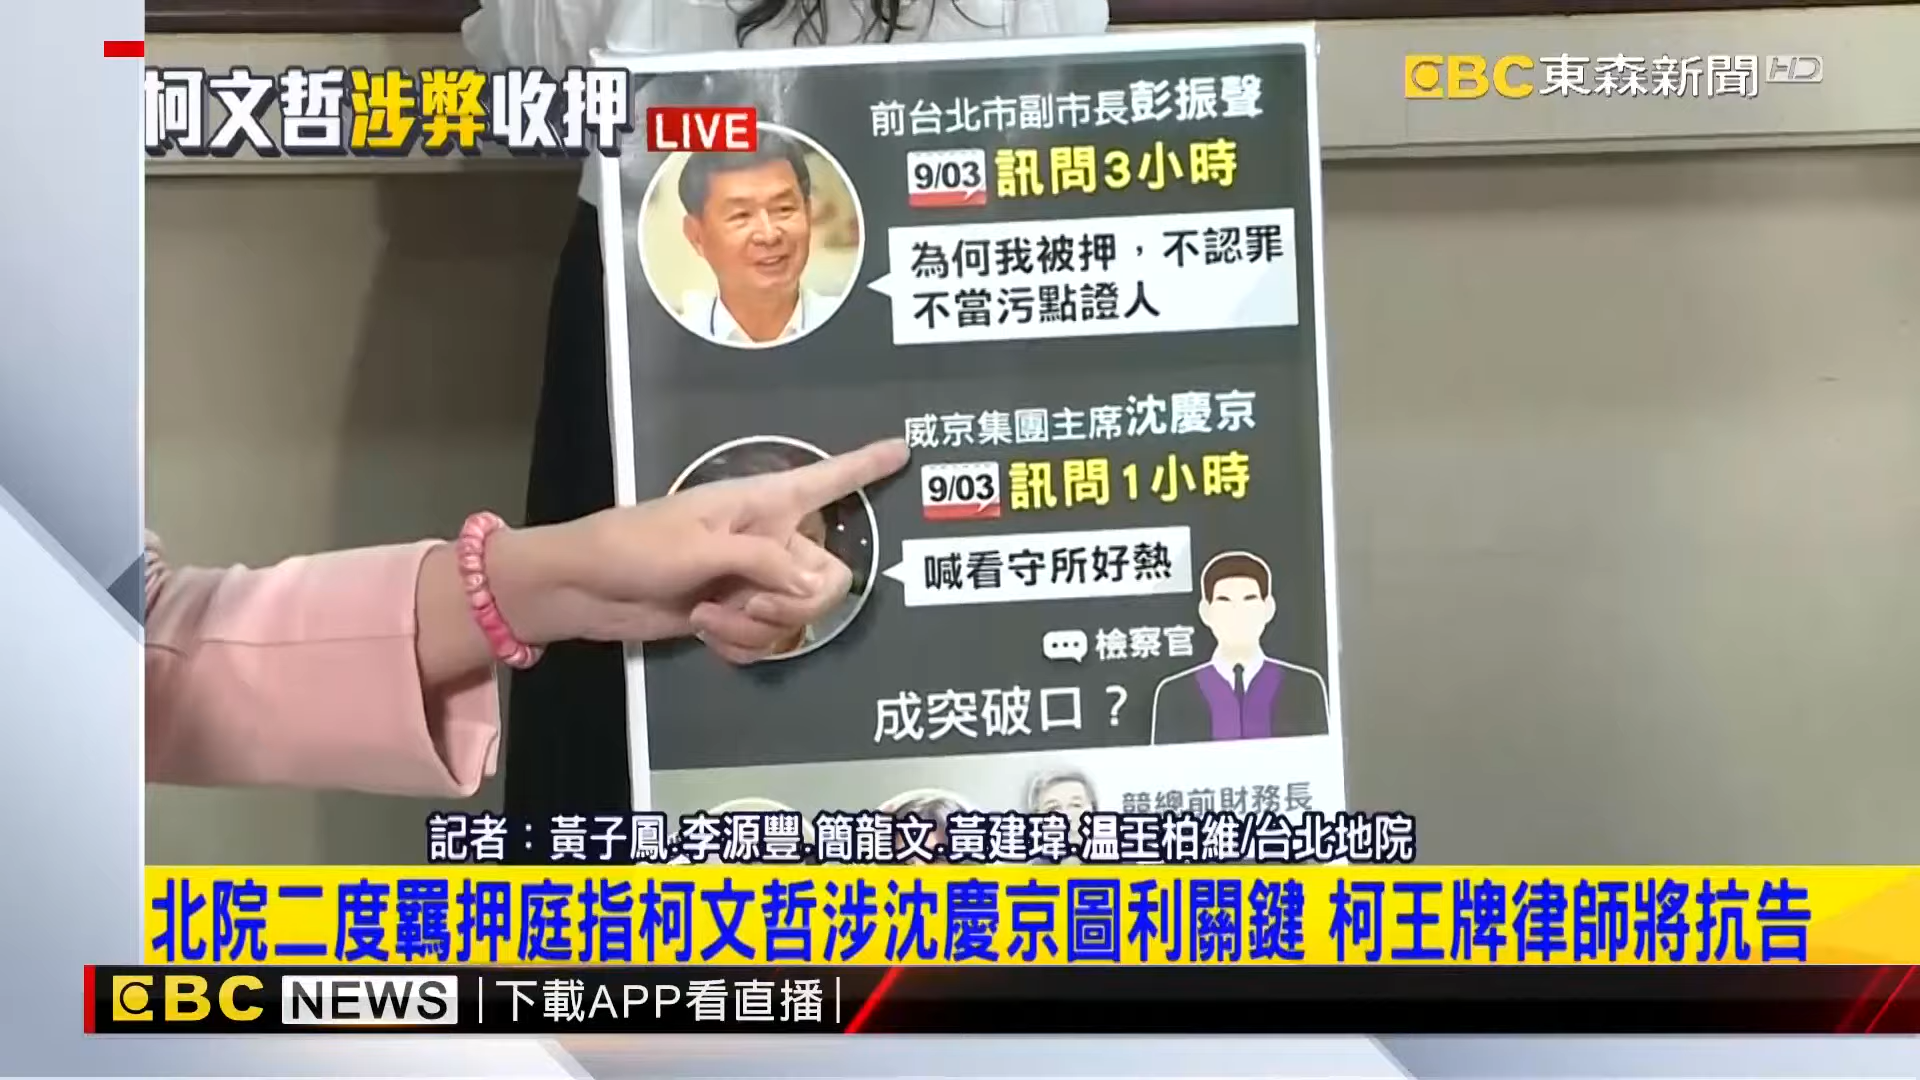 柯文哲涉弊收押
LIVE
EBC東森新聞HD
前台北市副市長彭振聲
9/03 訊問3小時
為何我被押，不認罪
不當污點證人
威京集團主席沈慶京
9/03 訊問1小時
喊看守所好熱
檢察官
成突破口？
競總前財務長
記者：黃子鳳.李源豐.簡龍文.黃建瑋.温王柏維/台北地院
北院二度羈押庭指柯文哲涉沈慶京圖利關鍵 柯王牌律師將抗告
EBC NEWS | 下載APP看直播 |